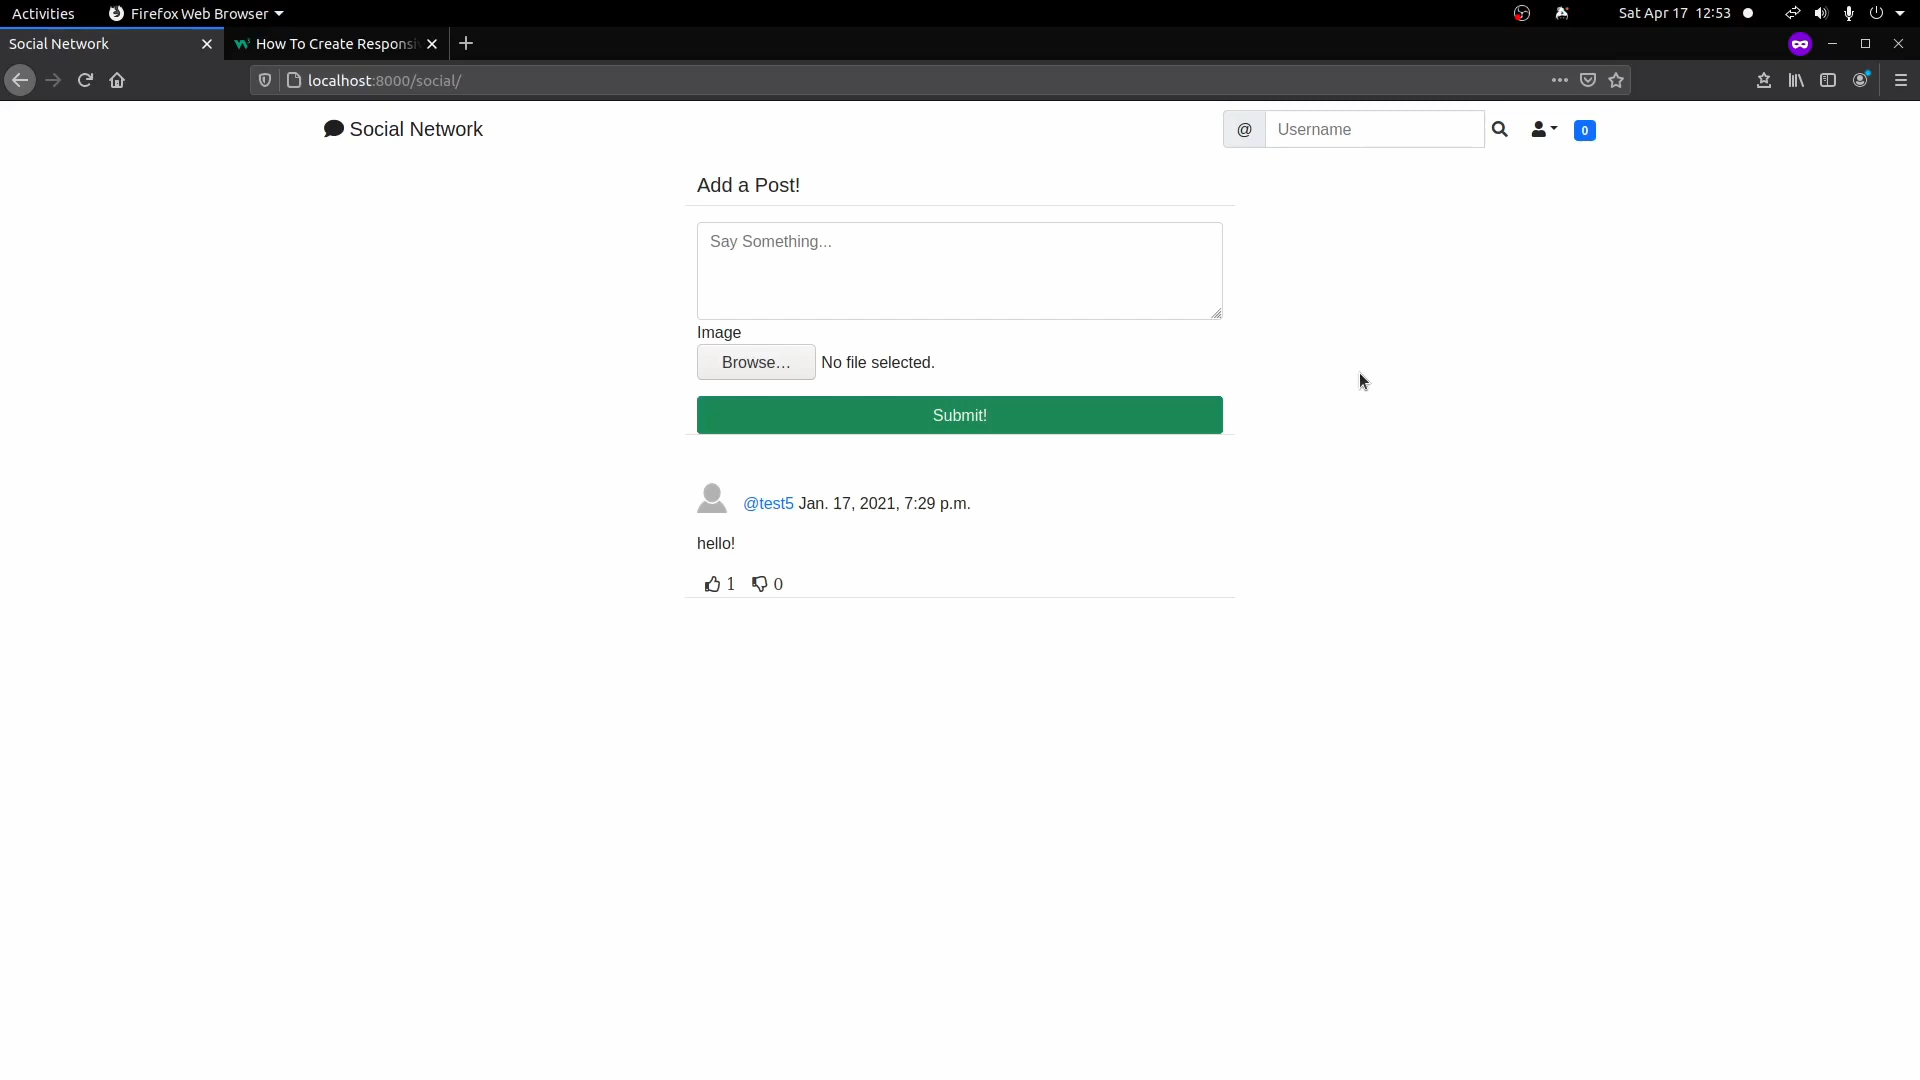 Activities Firefox Web Browser Sat Apr 17 12:53
Social Network How To Create Responsi
localhost:8000/social/
Social Network @ Username 0
Add a Post!
Say Something...
Image
Browse... No file selected.
Submit!
@test5 Jan. 17, 2021, 7:29 p.m.
hello!
1 0